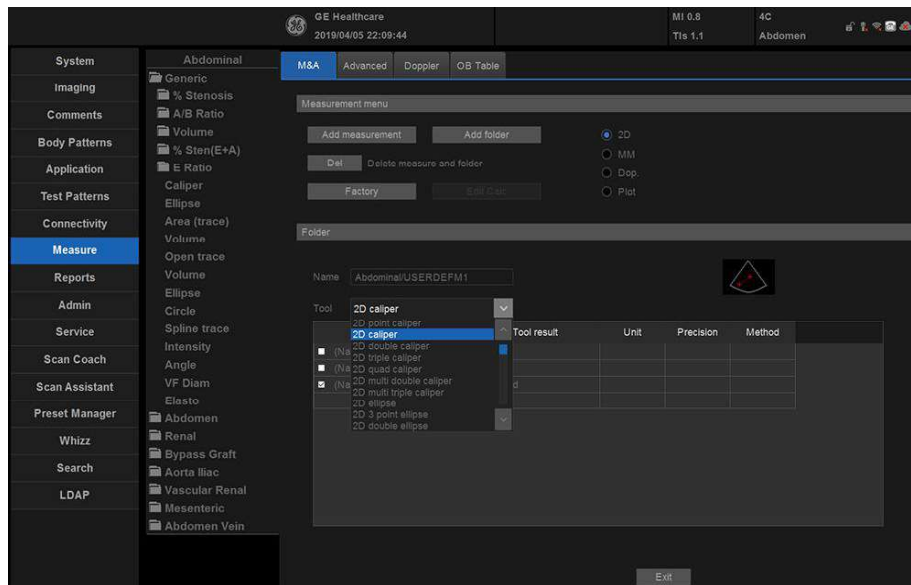 GE Healthcare
2019/04/05 22:09:44
MI 0.8
TIs 1.1
4C
Abdomen
System
Imaging
Comments
Body Patterns
Application
Test Patterns
Connectivity
Measure
Reports
Admin
Service
Scan Coach
Scan Assistant
Preset Manager
Whizz
Search
LDAP
Abdominal
Generic
% Stenosis
A/B Ratio
Volume
% Sten(E+A)
E Ratio
Caliper
Ellipse
Area (trace)
Volume
Open trace
Volume
Ellipse
Circle
Spline trace
Intensity
Angle
VF Diam
Elasto
Abdomen
Renal
Bypass Graft
Aorta Iliac
Vascular Renal
Mesenteric
Abdomen Vein
M&A Advanced Doppler OB Table
Measurement menu
Add measurement Add folder
Del Delete measure and folder
Factory Edit Calc
2D
MM
Dop.
Plot
Folder
Name Abdominal/USERDEFM1
Tool 2D caliper
2D point caliper
2D caliper
2D double caliper
2D triple caliper
2D quad caliper
2D multi double caliper
2D multi triple caliper
2D ellipse
2D 3 point ellipse
2D double ellipse
Tool result Unit Precision Method
(Na
(Na
(Na d
Exit